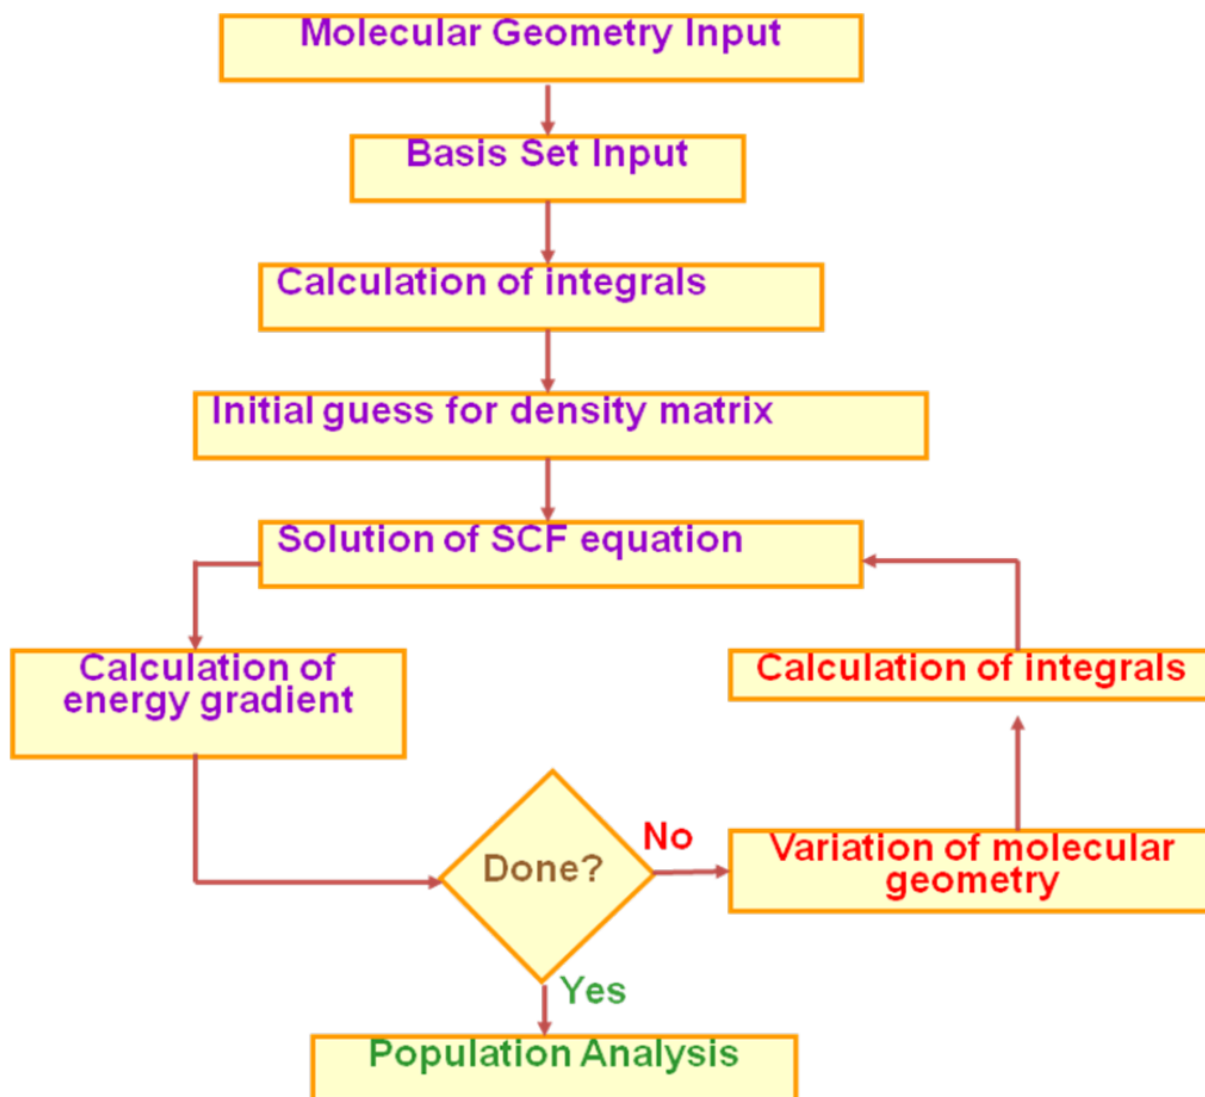 Molecular Geometry Input
Basis Set Input
Calculation of integrals
Initial guess for density matrix
Solution of SCF equation
Calculation of
energy gradient
Calculation of integrals
Done?
No
Variation of molecular
geometry
Yes
Population Analysis